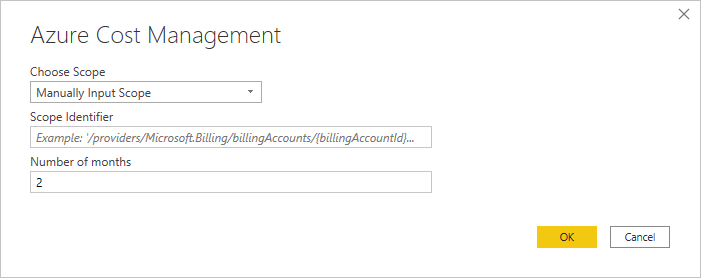 Azure Cost Management
Choose Scope
Manually Input Scope
Scope Identifier
Example: '/providers/Microsoft.Billing/billingAccounts/{billingAccountId}...
Number of months
2
OK
Cancel